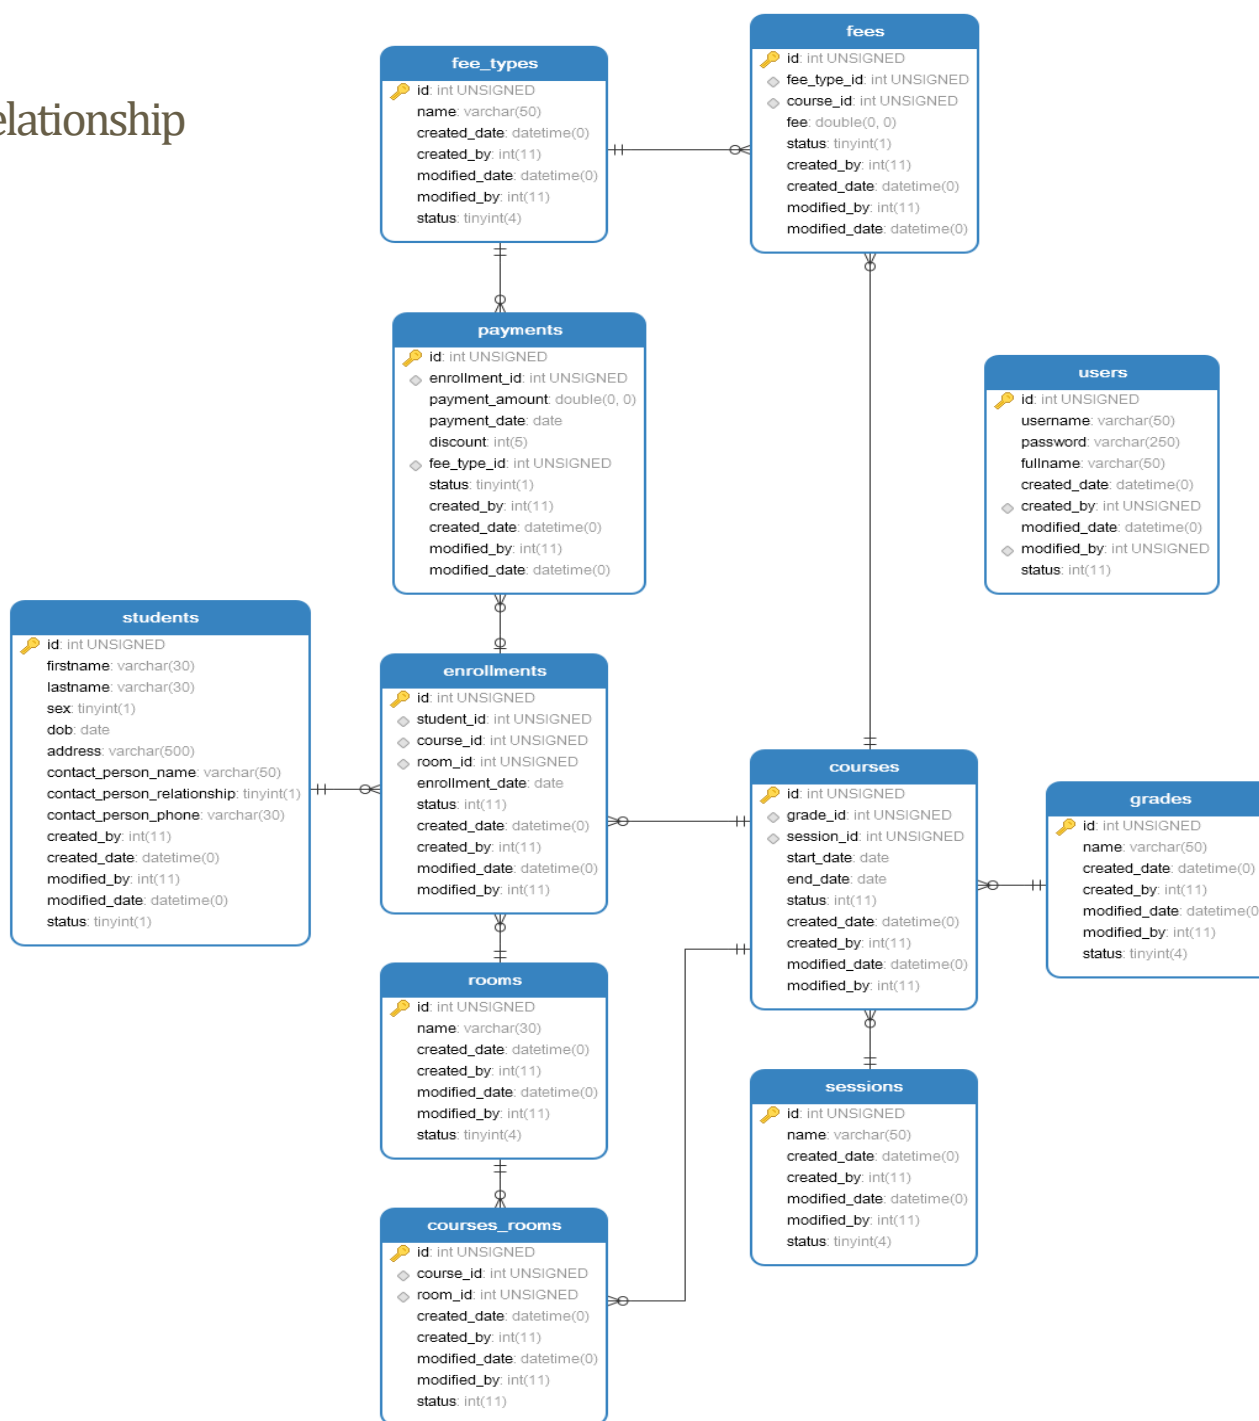 elationship
fee_types
id: int UNSIGNED
name: varchar(50)
created_date: datetime(0)
created_by: int(11)
modified_date: datetime(0)
modified_by: int(11)
status: tinyint(4)
fees
id: int UNSIGNED
fee_type_id: int UNSIGNED
course_id: int UNSIGNED
fee: double(0, 0)
status: tinyint(1)
created_by: int(11)
created_date: datetime(0)
modified_by: int(11)
modified_date: datetime(0)
payments
id: int UNSIGNED
enrollment_id: int UNSIGNED
payment_amount: double(0, 0)
payment_date: date
discount: int(5)
fee_type_id: int UNSIGNED
status: tinyint(1)
created_by: int(11)
created_date: datetime(0)
modified_by: int(11)
modified_date: datetime(0)
users
id: int UNSIGNED
username: varchar(50)
password: varchar(250)
fullname: varchar(50)
created_date: datetime(0)
created_by: int UNSIGNED
modified_date: datetime(0)
modified_by: int UNSIGNED
status: int(11)
students
id: int UNSIGNED
firstname: varchar(30)
lastname: varchar(30)
sex: tinyint(1)
dob: date
address: varchar(500)
contact_person_name: varchar(50)
contact_person_relationship: tinyint(1)
contact_person_phone: varchar(30)
created_by: int(11)
created_date: datetime(0)
modified_by: int(11)
modified_date: datetime(0)
status: tinyint(1)
enrollments
id: int UNSIGNED
student_id: int UNSIGNED
course_id: int UNSIGNED
room_id: int UNSIGNED
enrollment_date: date
status: int(11)
created_date: datetime(0)
created_by: int(11)
modified_date: datetime(0)
modified_by: int(11)
courses
id: int UNSIGNED
grade_id: int UNSIGNED
session_id: int UNSIGNED
start_date: date
end_date: date
status: int(11)
created_date: datetime(0)
created_by: int(11)
modified_date: datetime(0)
modified_by: int(11)
grades
id: int UNSIGNED
name: varchar(50)
created_date: datetime(0)
created_by: int(11)
modified_date: datetime(0
modified_by: int(11)
status: tinyint(4)
rooms
id: int UNSIGNED
name: varchar(30)
created_date: datetime(0)
created_by: int(11)
modified_date: datetime(0)
modified_by: int(11)
status: tinyint(4)
sessions
id: int UNSIGNED
name: varchar(50)
created_date: datetime(0)
created_by: int(11)
modified_date: datetime(0)
modified_by: int(11)
status: tinyint(4)
courses_rooms
id: int UNSIGNED
course_id: int UNSIGNED
room_id: int UNSIGNED
created_date: datetime(0)
created_by: int(11)
modified_date: datetime(0)
modified_by: int(11)
status: int(11)